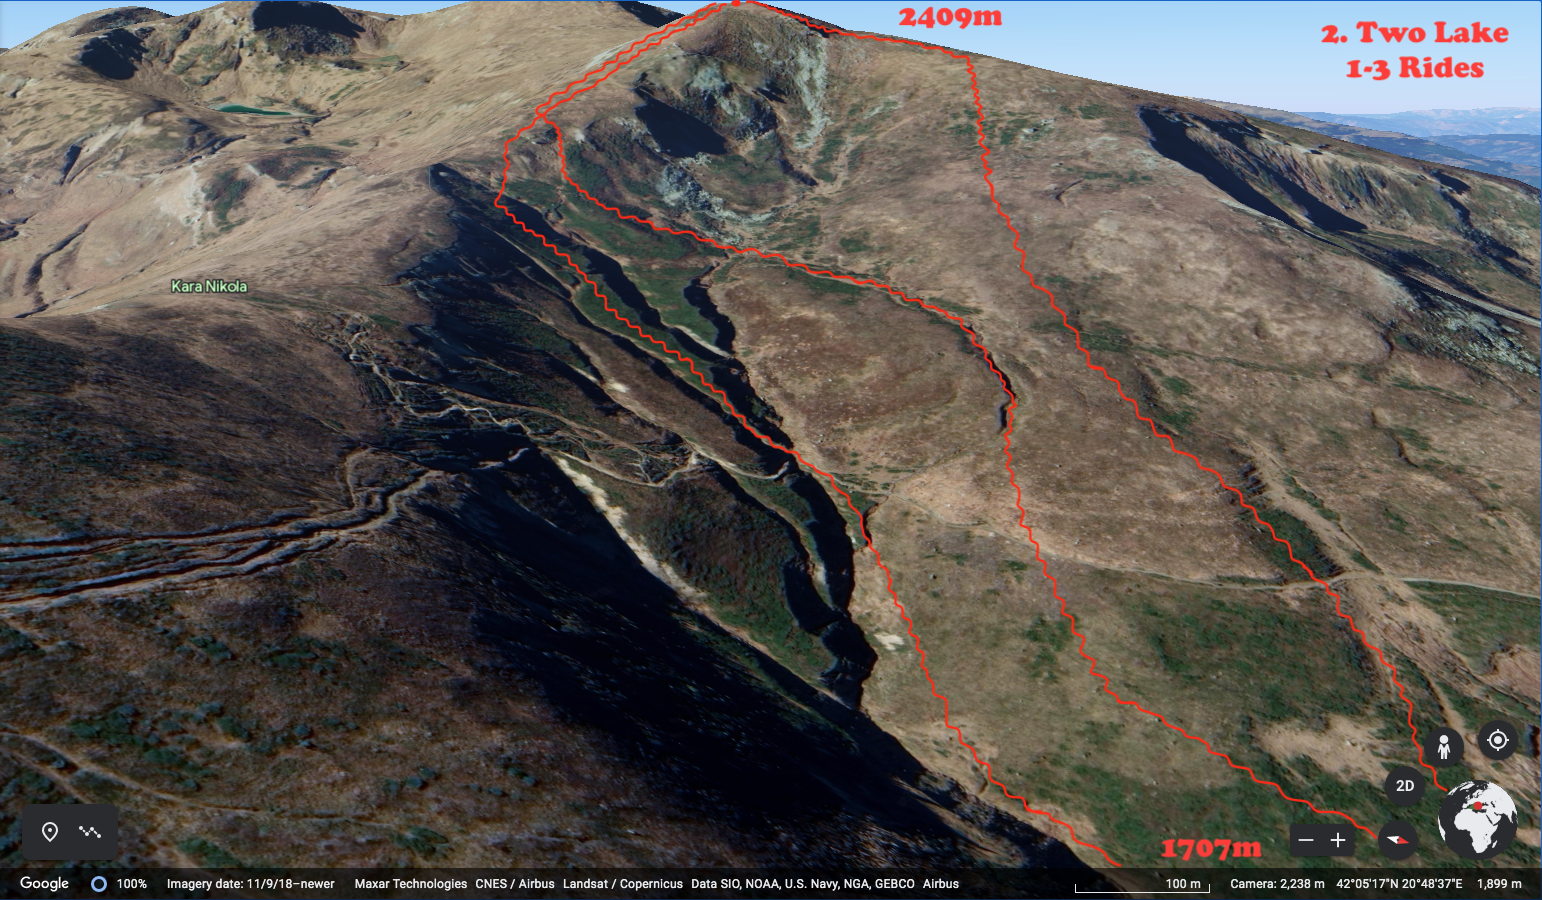 2409m
2. Two Lake
1-3 Rides
Kara Nikola
2D
1707m
Google 100% Imagery date: 11/9/18–newer Maxar Technologies CNES / Airbus Landsat / Copernicus Data SIO, NOAA, U.S. Navy, NGA, GEBCO Airbus 100 m Camera: 2,238 m 42°05'17"N 20°48'37"E 1,899 m